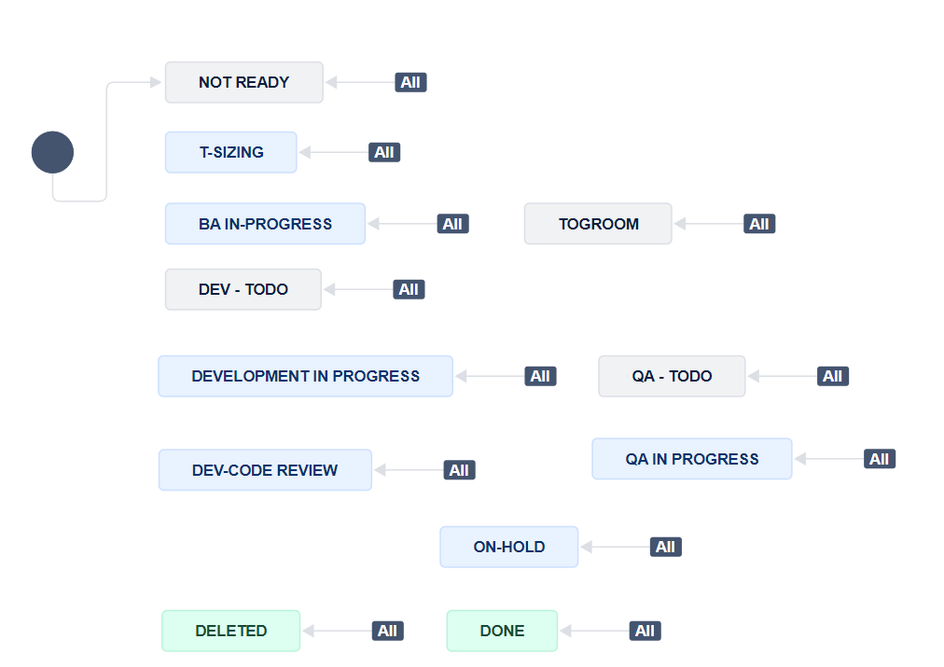 NOT READY All
T-SIZING All
BA IN-PROGRESS All TOGROOM All
DEV - TODO All
DEVELOPMENT IN PROGRESS All QA - TODO All
QA IN PROGRESS All
DEV-CODE REVIEW All
ON-HOLD All
DELETED All DONE All